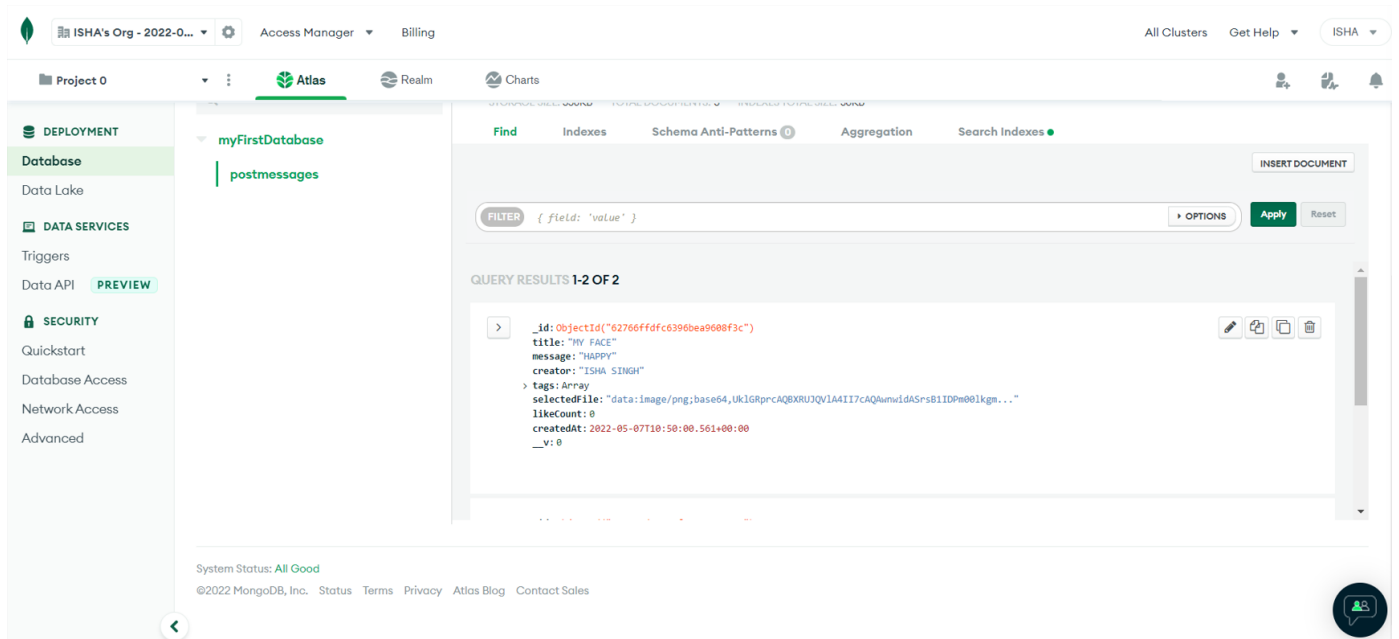 ISHA's Org - 2022-0... Access Manager Billing All Clusters Get Help ISHA
Project 0 Atlas Realm Charts
DEPLOYMENT
Database
Data Lake
DATA SERVICES
Triggers
Data API PREVIEW
SECURITY
Quickstart
Database Access
Network Access
Advanced
myFirstDatabase
postmessages
Find Indexes Schema Anti-Patterns 0 Aggregation Search Indexes
INSERT DOCUMENT
FILTER { field: 'value' } OPTIONS Apply Reset
QUERY RESULTS 1-2 OF 2
_id: ObjectId("62766ffdfc6396bea9608f3c")
title: "MY FACE"
message: "HAPPY"
creator: "ISHA SINGH"
tags: Array
selectedFile: "data:image/png;base64,UklGRprcAQBXRUJQVlA4II7cAQAwnwidASrsB1IDPm00lkgm..."
likeCount: 0
createdAt: 2022-05-07T10:50:00.561+00:00
__v: 0
System Status: All Good
©2022 MongoDB, Inc. Status Terms Privacy Atlas Blog Contact Sales